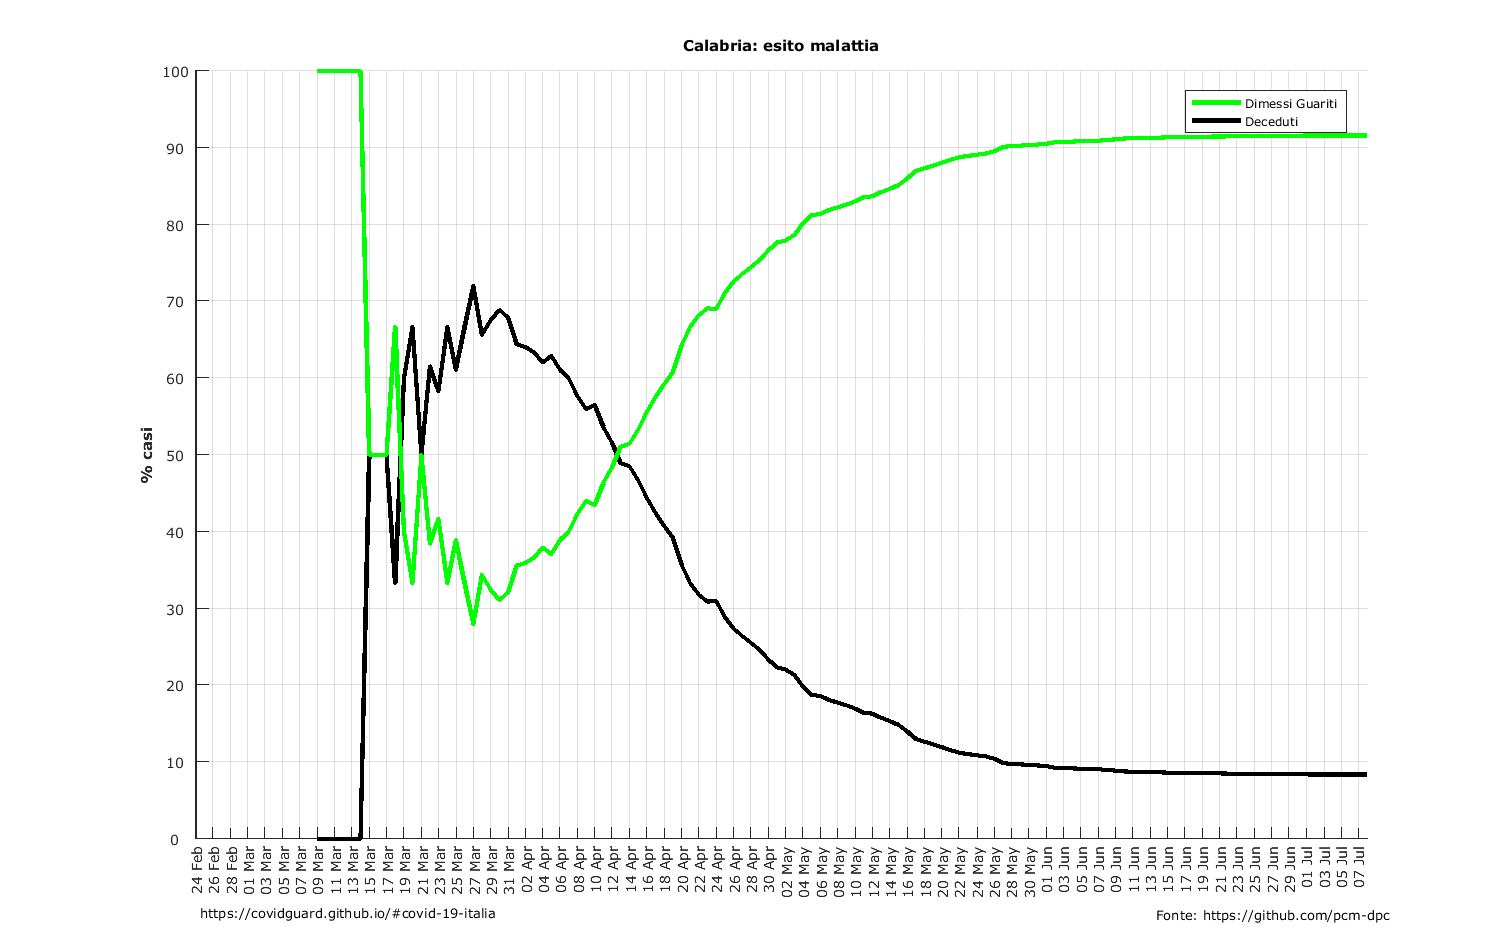 Calabria: esito malattia
% casi
100
90
80
70
60
50
40
30
20
10
0
Dimessi Guariti
Deceduti
24 Feb
26 Feb
28 Feb
01 Mar
03 Mar
05 Mar
07 Mar
09 Mar
11 Mar
13 Mar
15 Mar
17 Mar
19 Mar
21 Mar
23 Mar
25 Mar
27 Mar
29 Mar
31 Mar
02 Apr
04 Apr
06 Apr
08 Apr
10 Apr
12 Apr
14 Apr
16 Apr
18 Apr
20 Apr
22 Apr
24 Apr
26 Apr
28 Apr
30 Apr
02 May
04 May
06 May
08 May
10 May
12 May
14 May
16 May
18 May
20 May
22 May
24 May
26 May
28 May
30 May
01 Jun
03 Jun
05 Jun
07 Jun
09 Jun
11 Jun
13 Jun
15 Jun
17 Jun
19 Jun
21 Jun
23 Jun
25 Jun
27 Jun
29 Jun
01 Jul
03 Jul
05 Jul
07 Jul
https://covidguard.github.io/#covid-19-italia
Fonte: https://github.com/pcm-dpc